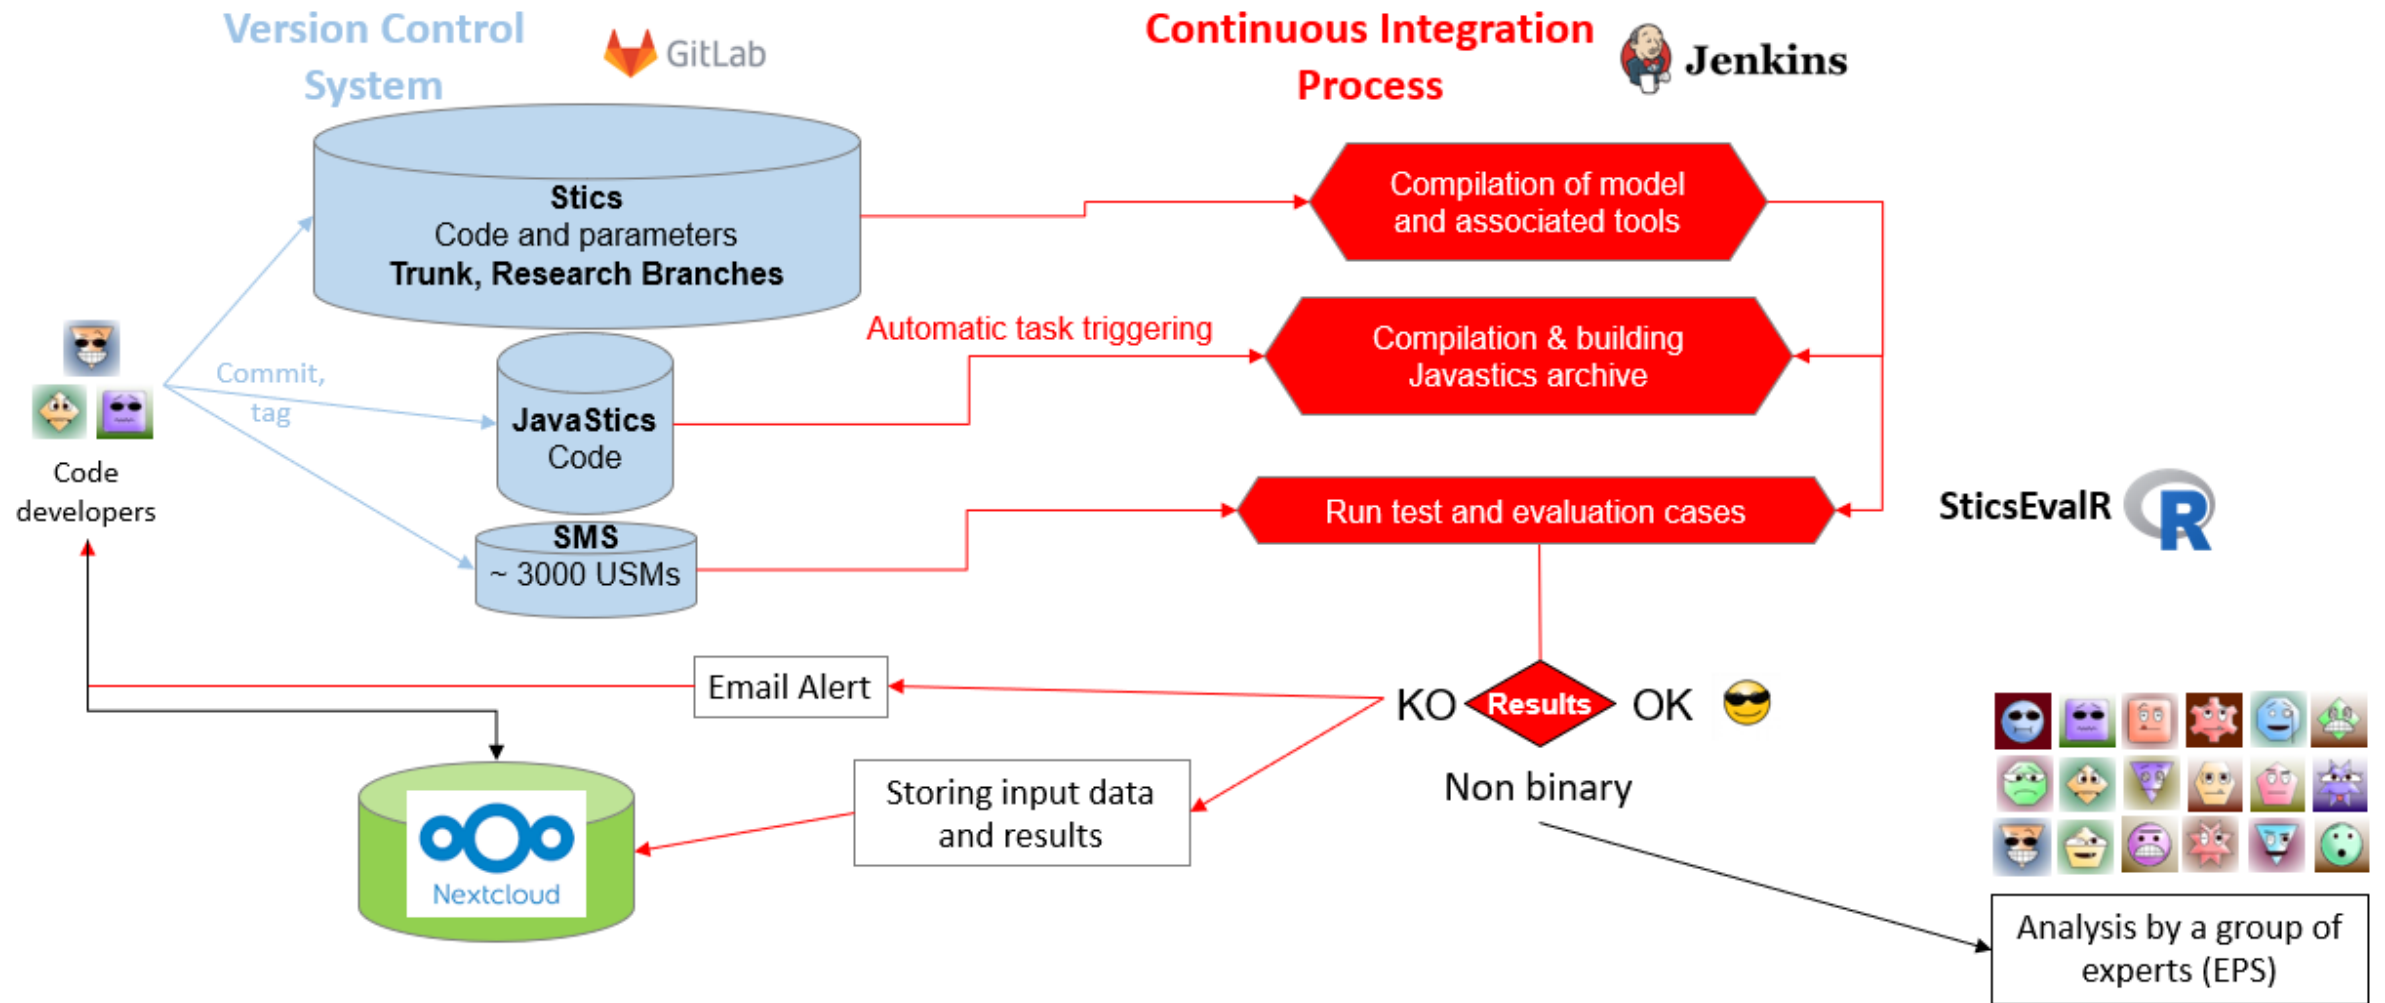 Version Control
System
GitLab
Continuous Integration
Process
Jenkins
Stics
Code and parameters
Trunk, Research Branches
Compilation of model
and associated tools
Automatic task triggering
Compilation & building
Javastics archive
Commit,
tag
JavaStics
Code
Code
developers
SMS
~ 3000 USMs
Run test and evaluation cases
SticsEvalR
R
Email Alert
KO
Results
OK
Non binary
Storing input data
and results
Nextcloud
Analysis by a group of
experts (EPS)